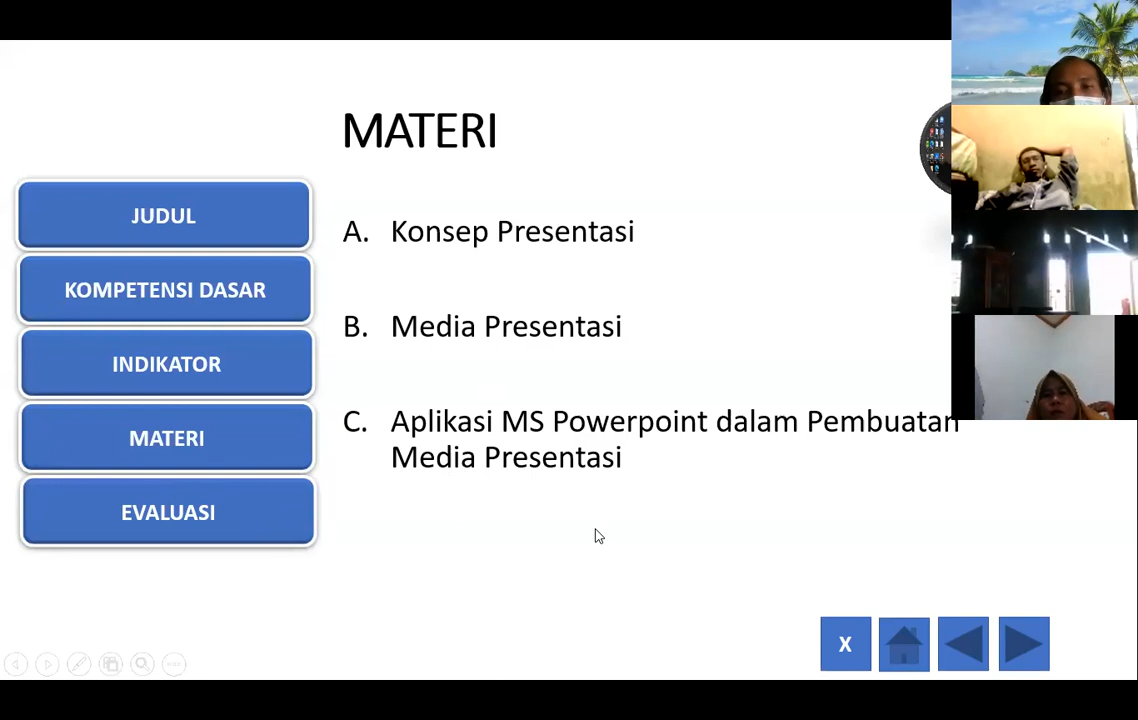 MATERI
JUDUL
KOMPETENSI DASAR
INDIKATOR
MATERI
EVALUASI
A. Konsep Presentasi
B. Media Presentasi
C. Aplikasi MS Powerpoint dalam Pembuatan
Media Presentasi
X